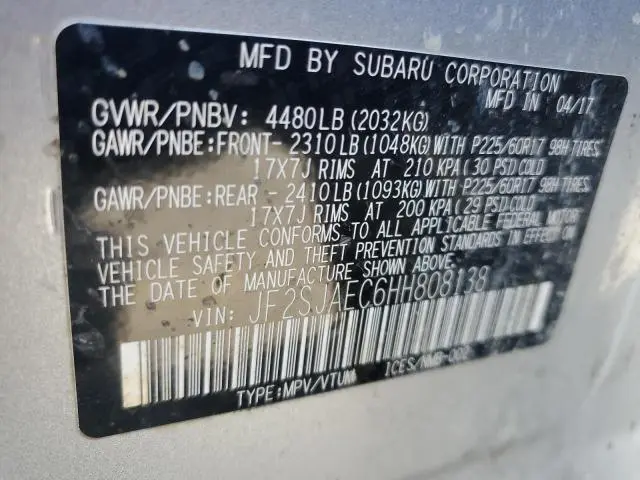 MFD BY SUBARU CORPORATION
MFD IN 04/17
GVWR/PNBV: 4480LB (2032KG)
GAWR/PNBE:FRONT- 2310LB (1048KG) WITH P225/60R17 98H TIRES
17X7J RIMS AT 210 KPA (30 PSI) COLD
GAWR/PNBE:REAR - 2410LB (1093KG) WITH P225/60R17 98H TIRES
17X7J RIMS AT 200 KPA (29 PSI) COLD
THIS VEHICLE CONFORMS TO ALL APPLICABLE FEDERAL MOTOR
VEHICLE SAFETY AND THEFT PREVENTION STANDARDS IN EFFECT ON
THE DATE OF MANUFACTURE SHOWN ABOVE.
VIN: JF2SJAEC6HH808138
TYPE:MPV/VTUM ICES/NMB-002